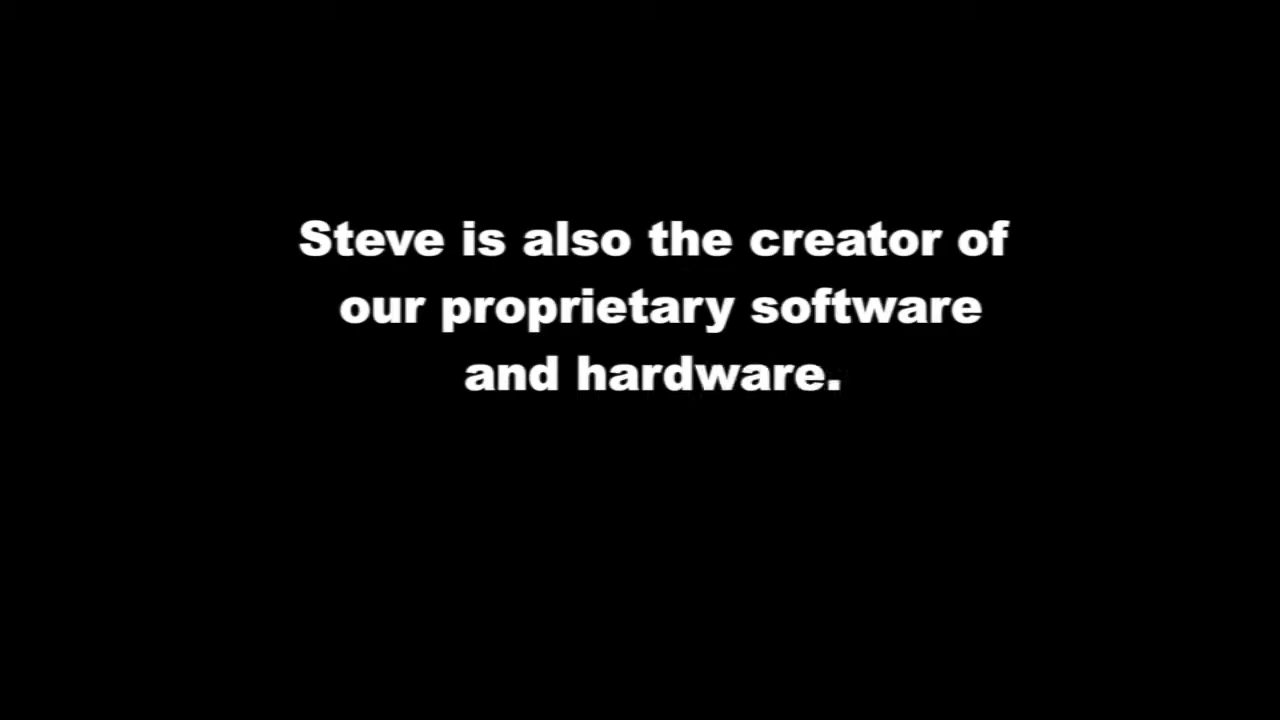 Steve is also the creator of
our proprietary software
and hardware.